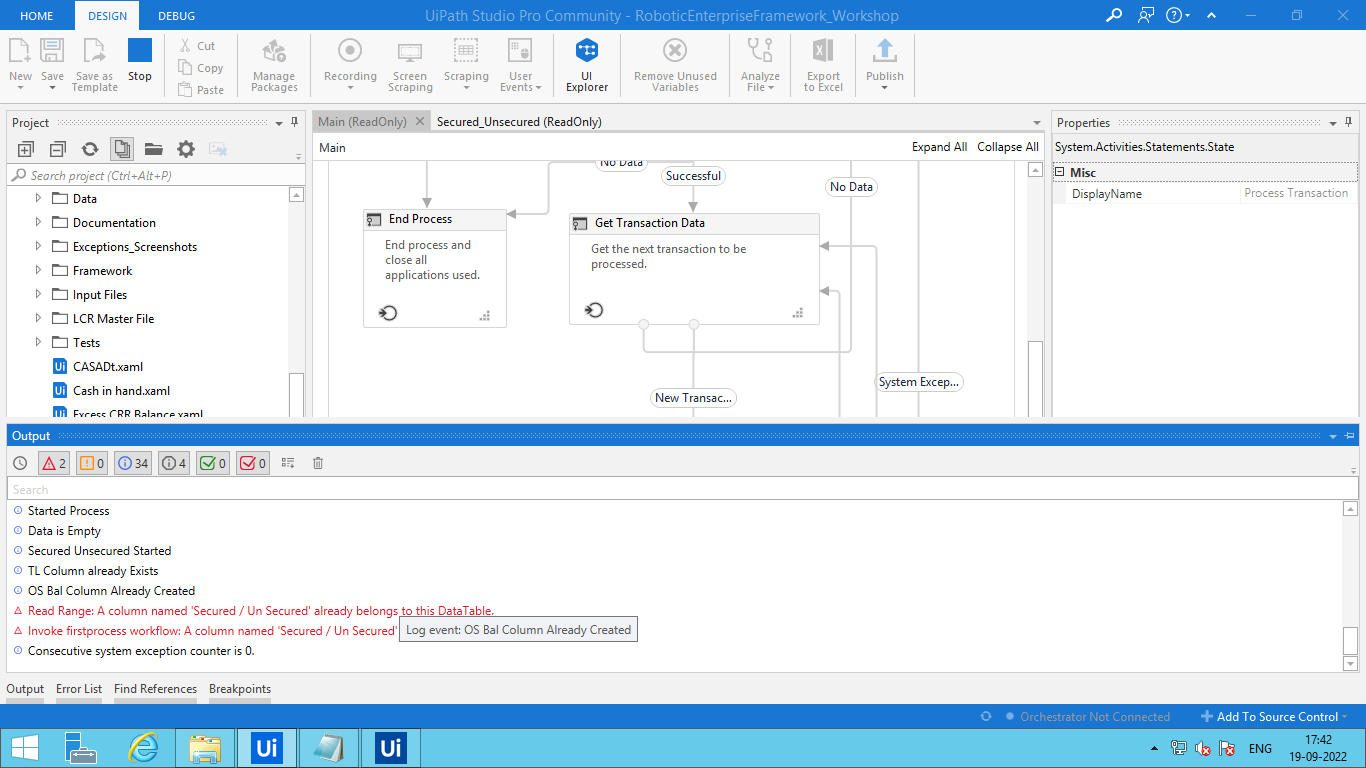 HOME DESIGN DEBUG UiPath Studio Pro Community - RoboticEnterpriseFramework_Workshop
New Save Save as Template Stop
Cut
Copy
Paste
Manage Packages
Recording Screen Scraping Scraping User Events
UI Explorer
Remove Unused Variables
Analyze File
Export to Excel
Publish
Project
Search project (Ctrl+Alt+P)
Data
Documentation
Exceptions_Screenshots
Framework
Input Files
LCR Master File
Tests
CASADt.xaml
Cash in hand.xaml
Excess CRR Balance.xaml
Main (ReadOnly) Secured_Unsecured (ReadOnly)
Main Expand All Collapse All
No Data
Successful
No Data
End Process
End process and
close all
applications used.
Get Transaction Data
Get the next transaction to be
processed.
System Excep...
New Transac...
Properties
System.Activities.Statements.State
Misc
DisplayName Process Transaction
Output
2 0 34 4 0 0
Search
Started Process
Data is Empty
Secured Unsecured Started
TL Column already Exists
OS Bal Column Already Created
Read Range: A column named 'Secured / Un Secured' already belongs to this DataTable.
Invoke firstprocess workflow: A column named 'Secured / Un Secured'
Log event: OS Bal Column Already Created
Consecutive system exception counter is 0.
Output Error List Find References Breakpoints
Orchestrator Not Connected Add To Source Control
Ui Ui ENG 17:42
19-09-2022